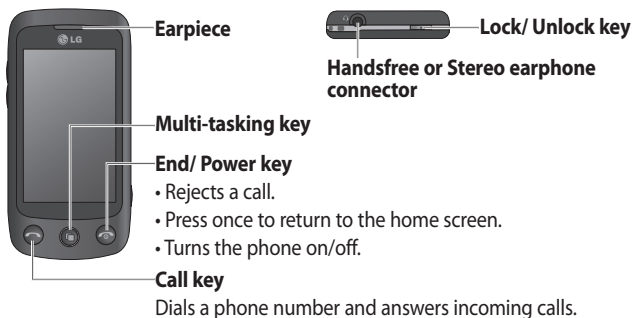 LG
Earpiece
Multi-tasking key
End/ Power key
• Rejects a call.
• Press once to return to the home screen.
• Turns the phone on/off.
Call key
Dials a phone number and answers incoming calls.
Lock/ Unlock key
Handsfree or Stereo earphone
connector